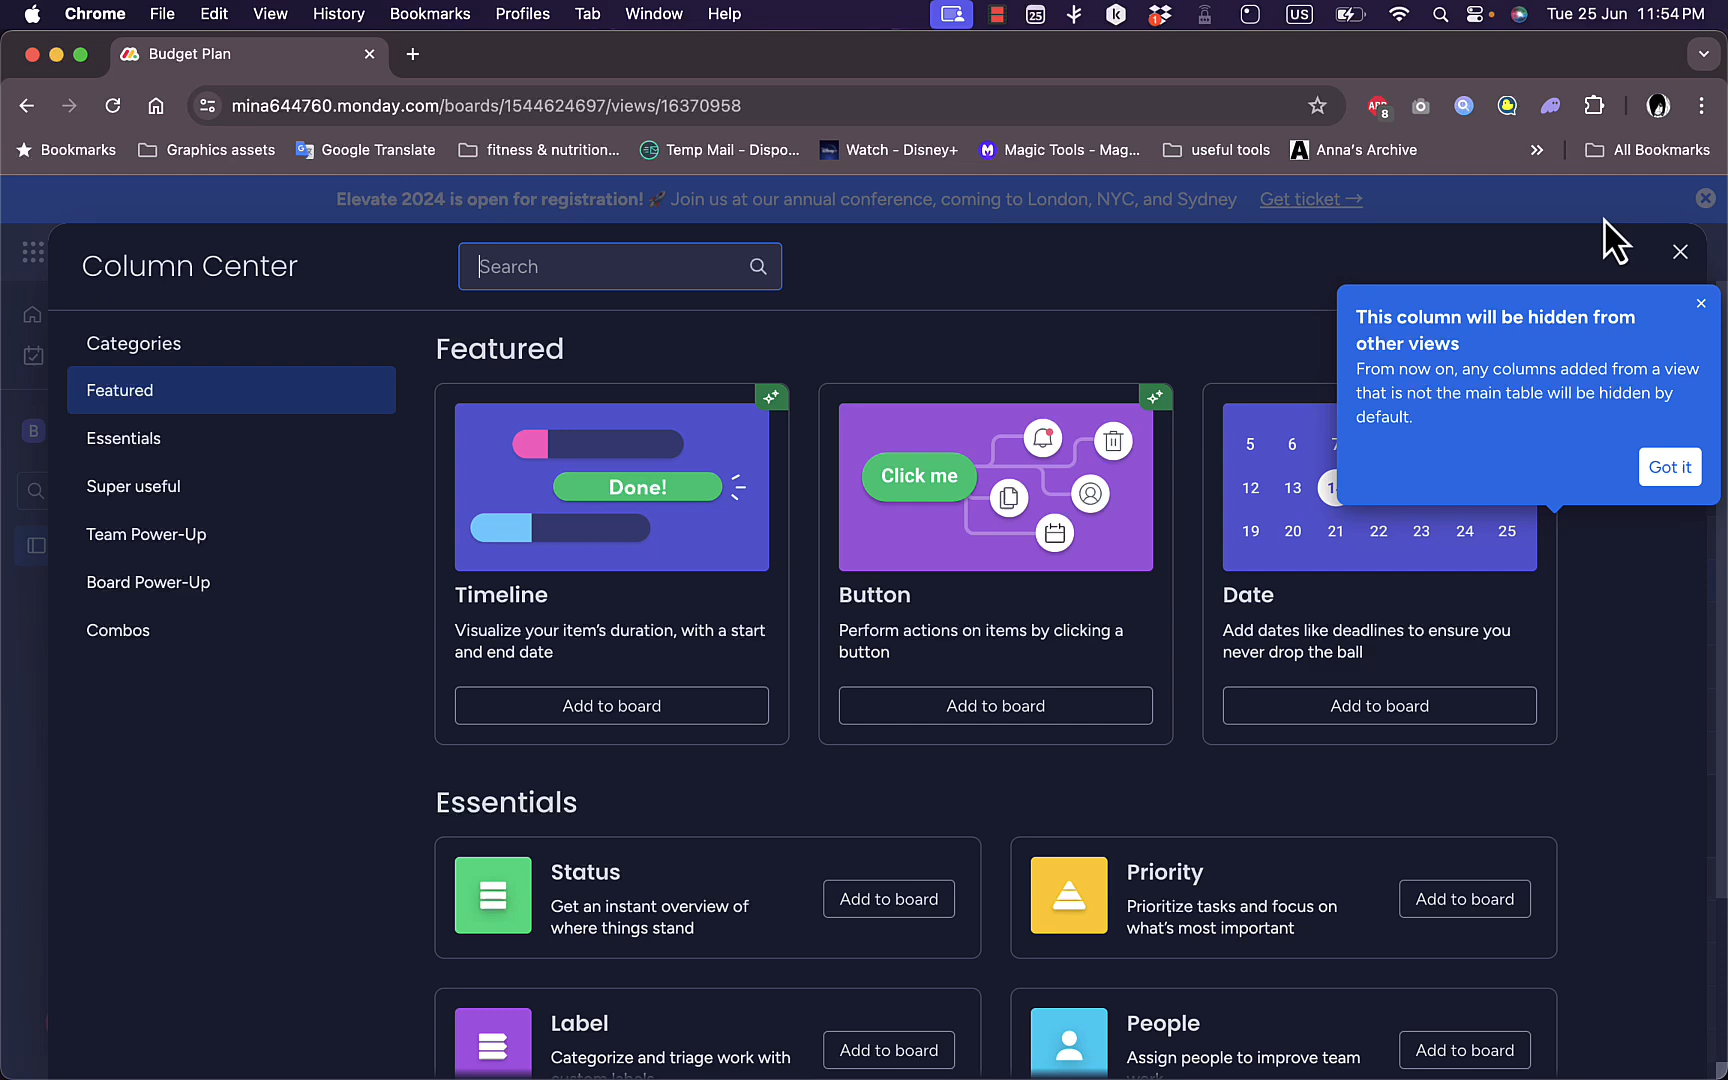 Chrome File Edit View History Bookmarks Profiles Tab Window Help 25 1 US Tue 25 Jun 11:54 PM
Budget Plan
mina644760.monday.com/boards/1544624697/views/16370958 ABP 8
Bookmarks Graphics assets Google Translate fitness & nutrition... Temp Mail - Dispo... Watch - Disney+ Magic Tools - Mag... useful tools Anna's Archive All Bookmarks
Elevate 2024 is open for registration! Join us at our annual conference, coming to London, NYC, and Sydney Get ticket →
Column Center
Search
Categories
Featured
Essentials
Super useful
Team Power-Up
Board Power-Up
Combos
B
This column will be hidden from
other views
From now on, any columns added from a view
that is not the main table will be hidden by
default.
Got it
Featured
Done!
Timeline
Visualize your item's duration, with a start
and end date
Add to board
Click me
Button
Perform actions on items by clicking a
button
Add to board
5 6 7
12 13
19 20 21 22 23 24 25
Date
Add dates like deadlines to ensure you
never drop the ball
Add to board
Essentials
Status
Get an instant overview of
where things stand
Add to board
Priority
Prioritize tasks and focus on
what's most important
Add to board
Label
Categorize and triage work with
custom labels
Add to board
People
Assign people to improve team
work
Add to board